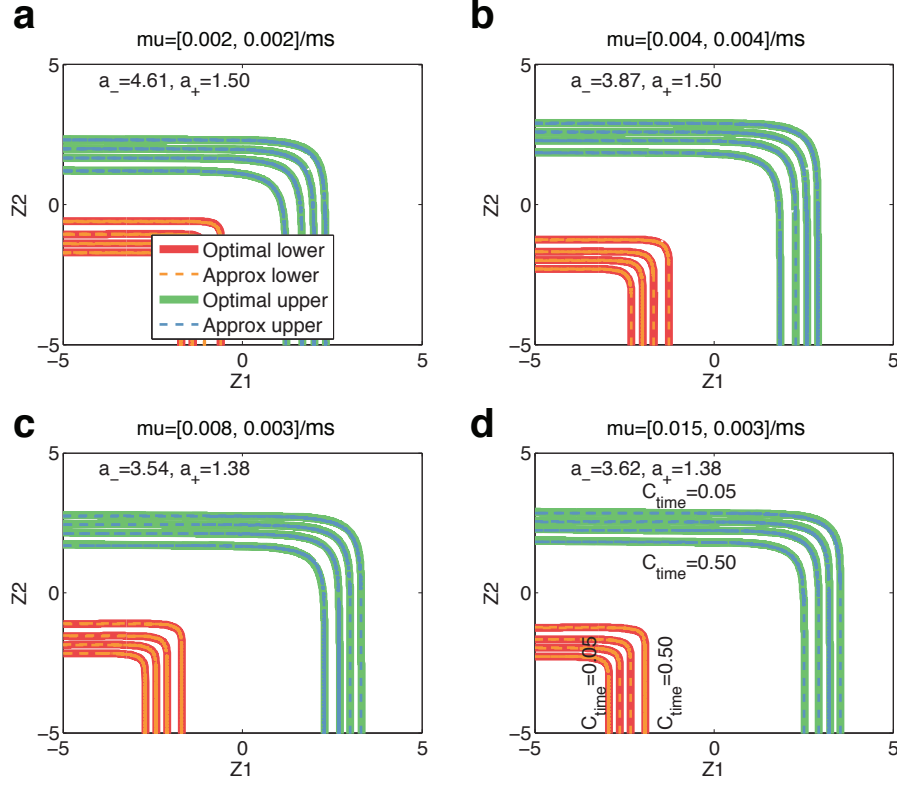 a
mu=[0.002, 0.002]/ms
5
a_=4.61, a+=1.50
Z2
0
Optimal lower
Approx lower
Optimal upper
Approx upper
−5
−5
0
5
Z1
b
mu=[0.004, 0.004]/ms
5
a_=3.87, a+=1.50
Z2
0
−5
−5
0
5
Z1
c
mu=[0.008, 0.003]/ms
5
a_=3.54, a+=1.38
Z2
0
−5
−5
0
5
Z1
d
mu=[0.015, 0.003]/ms
5
a_=3.62, a+=1.38
C_time=0.05
C_time=0.50
Z2
0
C_time=0.05
C_time=0.50
−5
−5
0
5
Z1